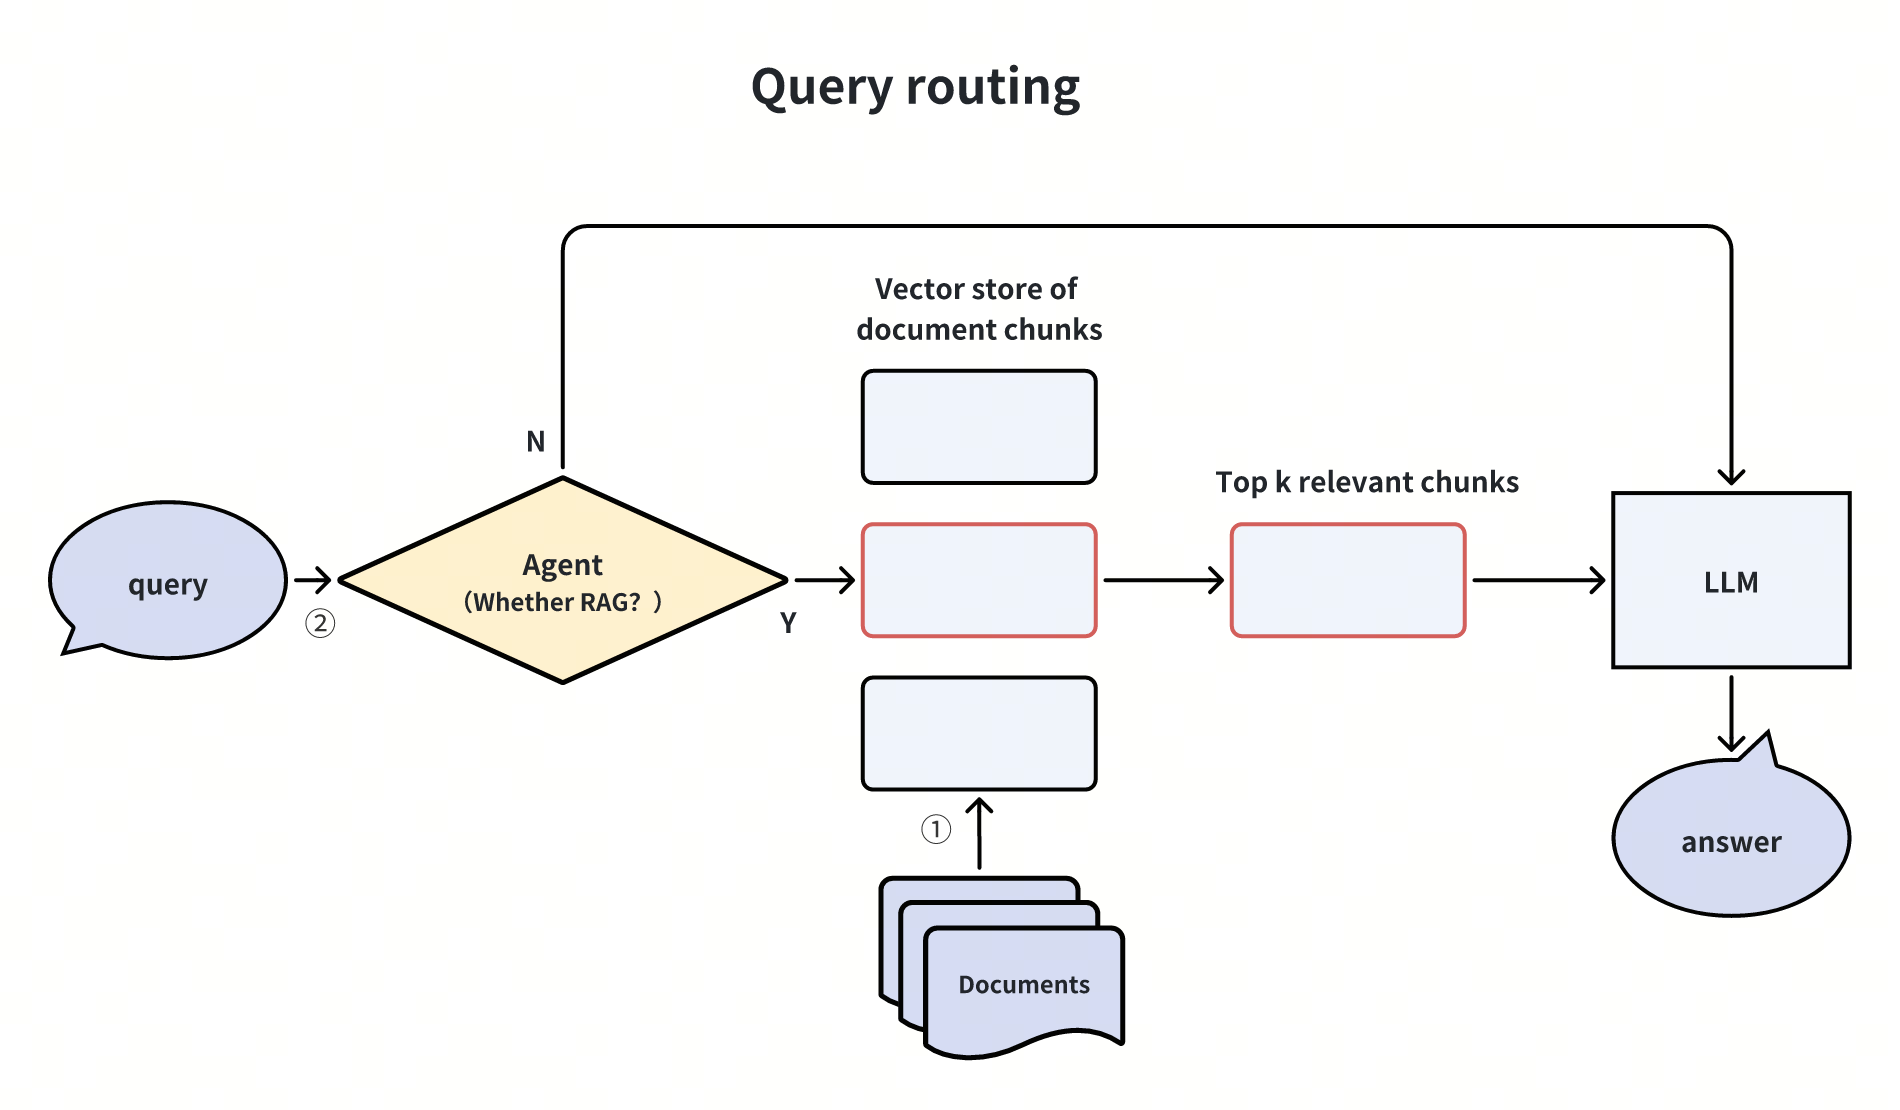 Query routing
Vector store of
document chunks
N
Top k relevant chunks
query
②
Agent
（Whether RAG？）
Y
LLM
①
answer
Documents